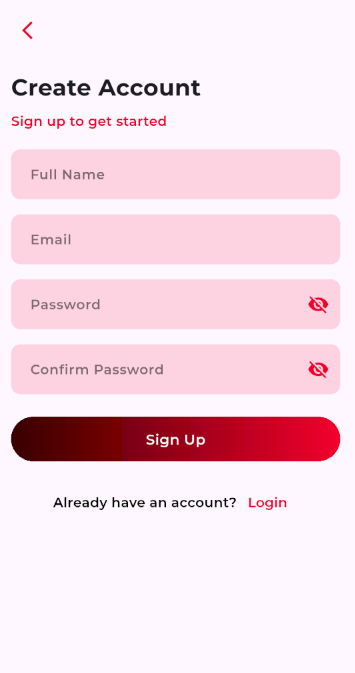 Create Account
Sign up to get started
Full Name
Email
Password
Confirm Password
Sign Up
Already have an account? Login